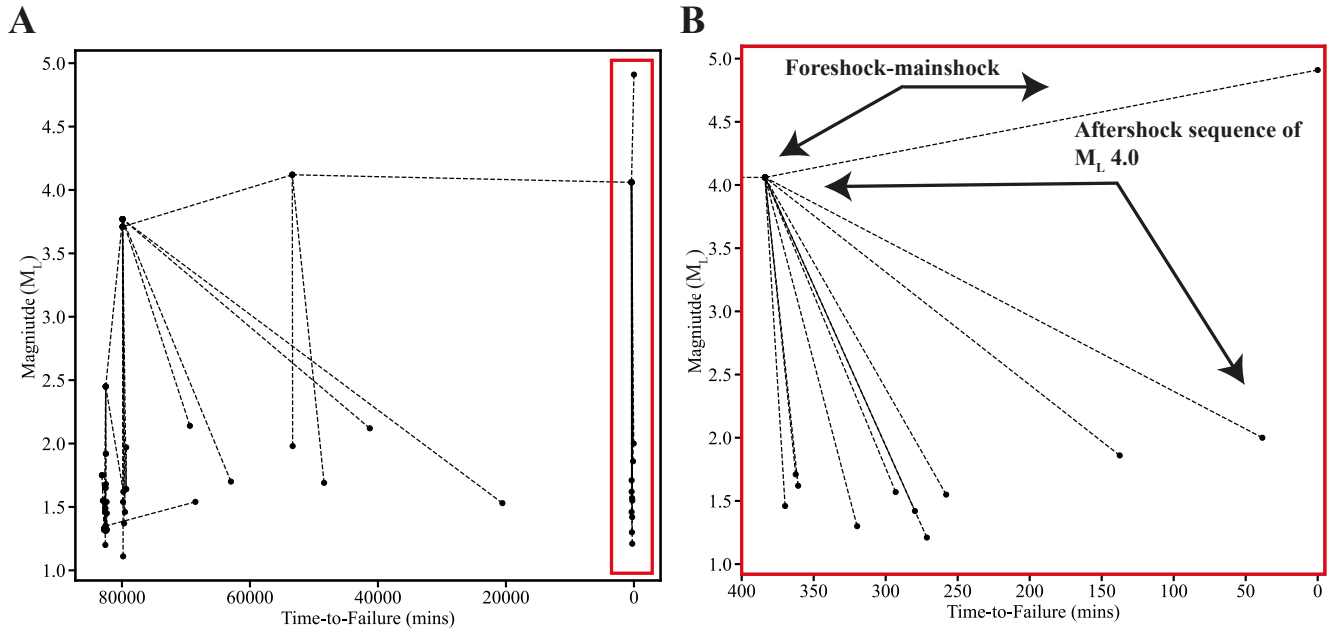 A
B
5.0
4.5
4.0
3.5
3.0
2.5
2.0
1.5
1.0
Magniutde (M_L)
80000 60000 40000 20000 0
Time-to-Failure (mins)
5.0
4.5
4.0
3.5
3.0
2.5
2.0
1.5
1.0
Magniutde (M_L)
Foreshock-mainshock
Aftershock sequence of
M_L 4.0
400 350 300 250 200 150 100 50 0
Time-to-Failure (mins)